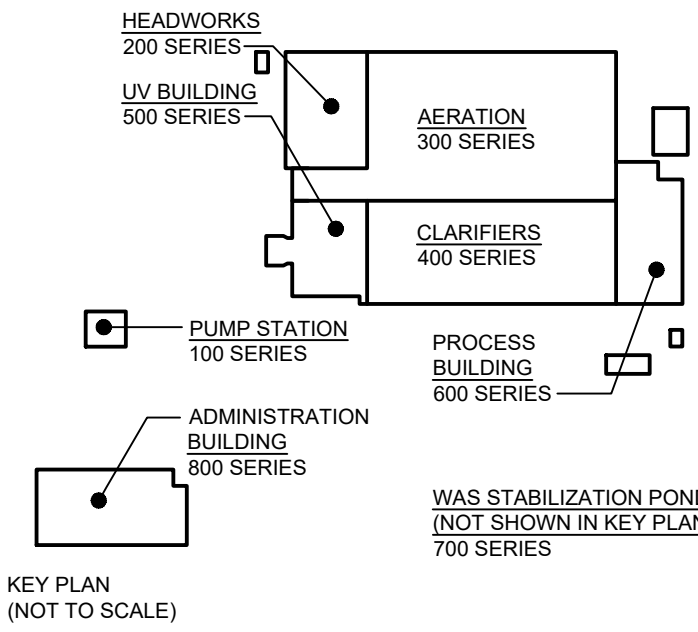 HEADWORKS
200 SERIES
UV BUILDING
500 SERIES
AERATION
300 SERIES
CLARIFIERS
400 SERIES
PUMP STATION
100 SERIES
PROCESS
BUILDING
600 SERIES
ADMINISTRATION
BUILDING
800 SERIES
WAS STABILIZATION POND
(NOT SHOWN IN KEY PLAN
700 SERIES
KEY PLAN
(NOT TO SCALE)